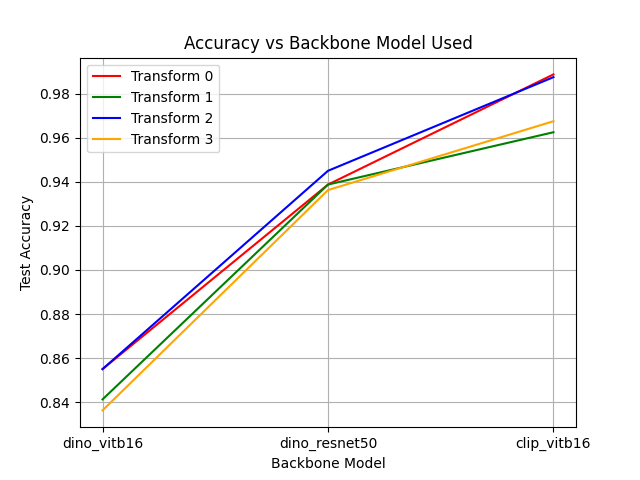 Accuracy vs Backbone Model Used
Transform 0
Transform 1
Transform 2
Transform 3
Test Accuracy
0.98
0.96
0.94
0.92
0.90
0.88
0.86
0.84
dino_vitb16
dino_resnet50
clip_vitb16
Backbone Model